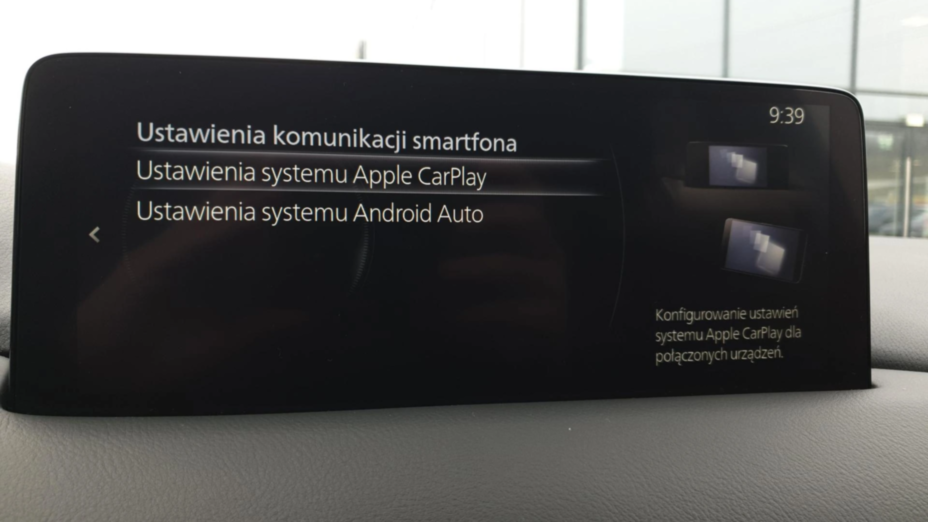 9:39
Ustawienia komunikacji smartfona
Ustawienia systemu Apple CarPlay
Ustawienia systemu Android Auto
Konfigurowanie ustawień
systemu Apple CarPlay dla
połączonych urządzeń.